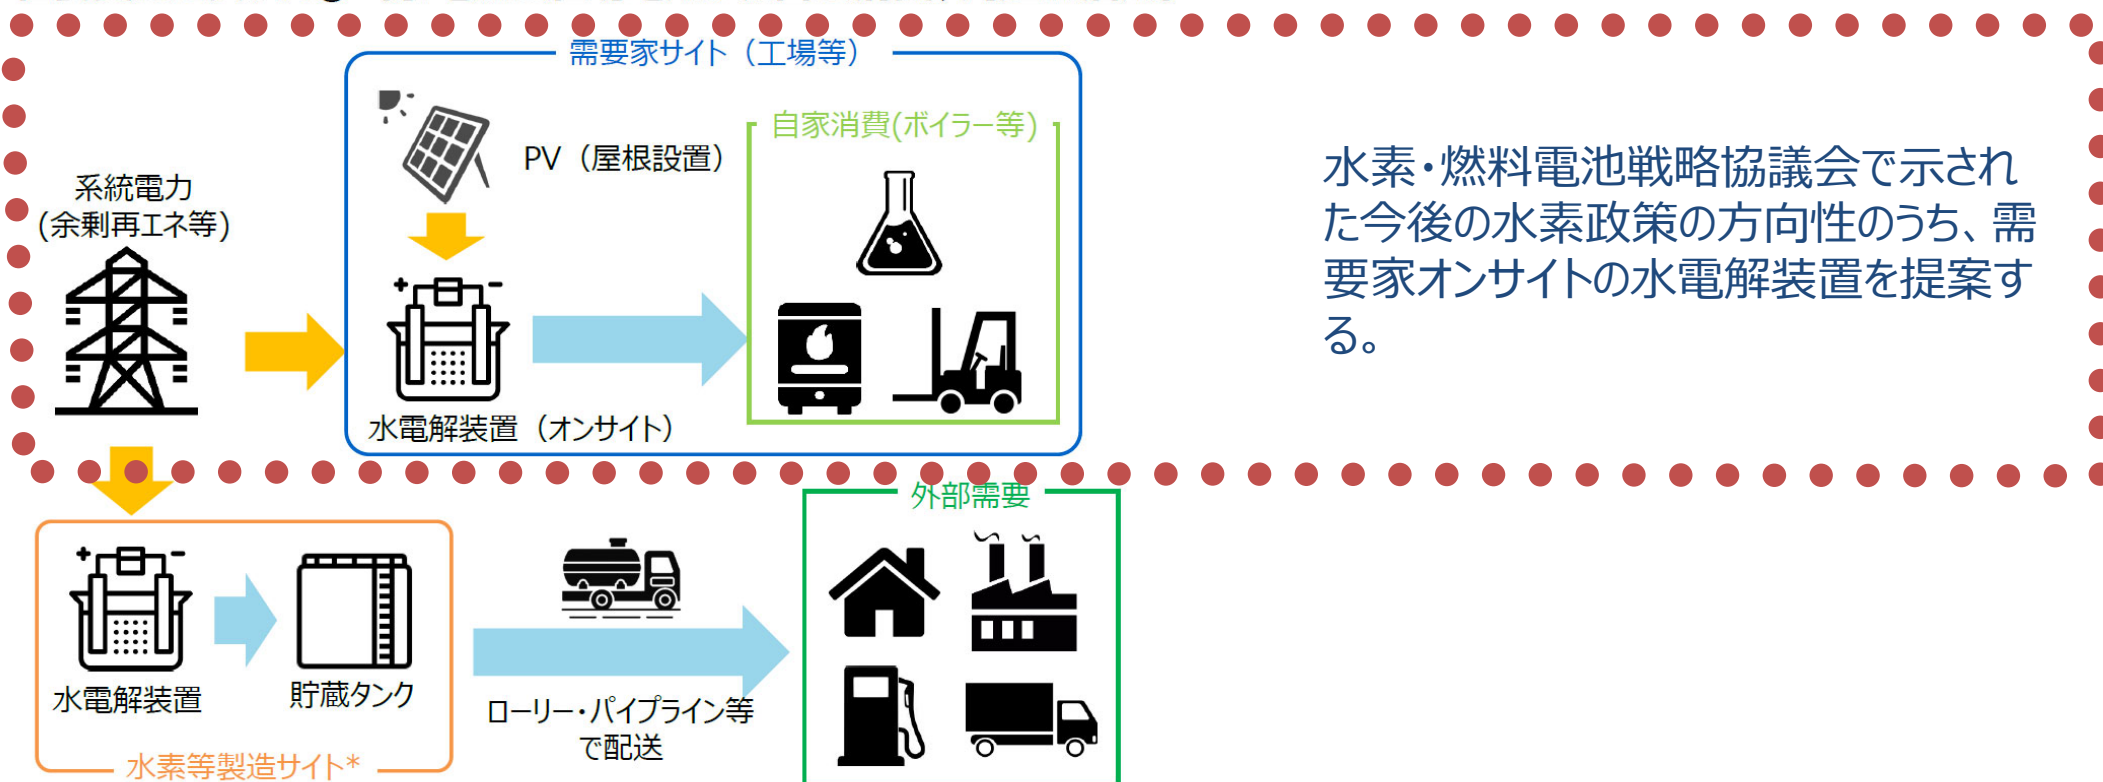 需要家サイト（工場等）
自家消費(ボイラー等)
PV（屋根設置）
系統電力
(余剰再エネ等)
水電解装置（オンサイト）
水素・燃料電池戦略協議会で示され
た今後の水素政策の方向性のうち、需
要家オンサイトの水電解装置を提案す
る。
外部需要
水電解装置
貯蔵タンク
ローリー・パイプライン等
で配送
水素等製造サイト*